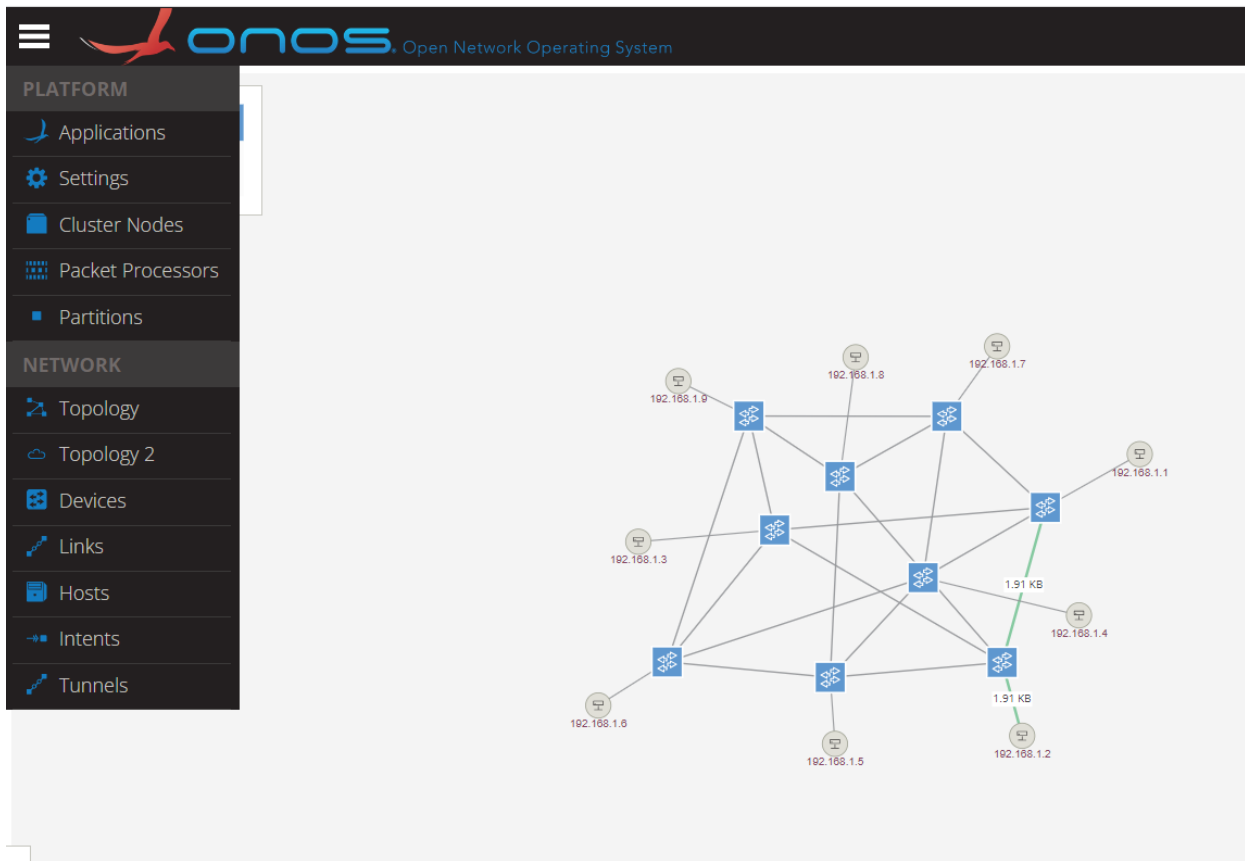 onos. Open Network Operating System
PLATFORM
Applications
Settings
Cluster Nodes
Packet Processors
Partitions
NETWORK
Topology
Topology 2
Devices
Links
Hosts
Intents
Tunnels
192.168.1.7
192.168.1.8
192.168.1.9
192.168.1.1
192.168.1.3
1.91 KB
192.168.1.4
1.91 KB
192.168.1.6
192.168.1.2
192.168.1.5